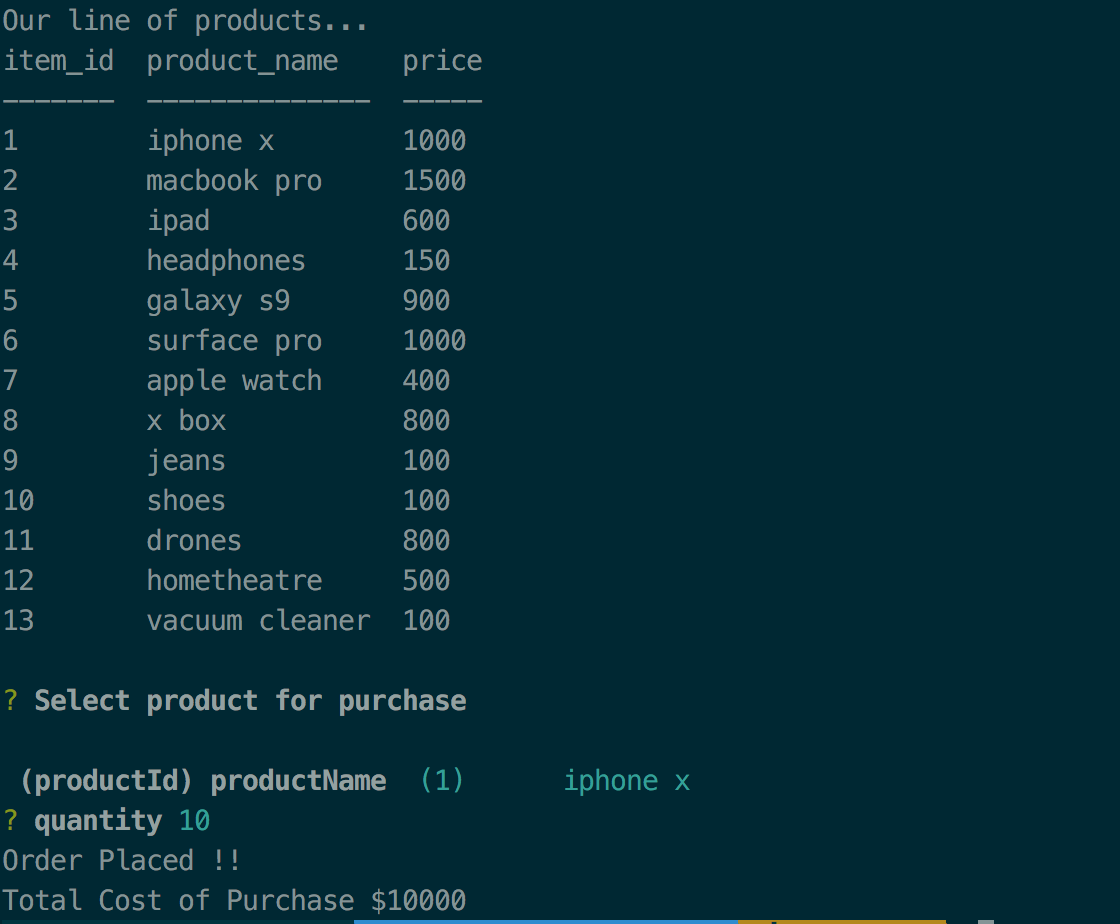 Our line of products...
item_id  product_name    price
-------  --------------  -----
1        iphone x        1000
2        macbook pro     1500
3        ipad            600
4        headphones      150
5        galaxy s9       900
6        surface pro     1000
7        apple watch     400
8        x box           800
9        jeans           100
10       shoes           100
11       drones          800
12       hometheatre     500
13       vacuum cleaner  100
? Select product for purchase
 (productId) productName  (1)      iphone x
? quantity 10
Order Placed !!
Total Cost of Purchase $10000